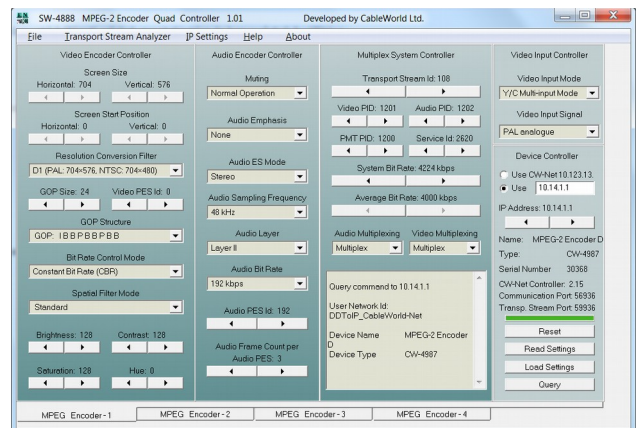 SW-4888 MPEG-2 Encoder Quad Controller 1.01 Developed by CableWorld Ltd.
File Transport Stream Analyzer IP Settings Help About
Video Encoder Controller
Screen Size
Horizontal: 704 Vertical: 576
Screen Start Position
Horizontal: 0 Vertical: 0
Resolution Conversion Filter
D1 (PAL: 704×576, NTSC: 704×480)
GOP Size: 24 Video PES Id: 0
GOP Structure
GOP: I B B P B B P B B
Bit Rate Control Mode
Constant Bit Rate (CBR)
Spatial Filter Mode
Standard
Brightness: 128 Contrast: 128
Saturation: 128 Hue: 0
Audio Encoder Controller
Muting
Normal Operation
Audio Emphasis
None
Audio ES Mode
Stereo
Audio Sampling Frequency
48 kHz
Audio Layer
Layer II
Audio Bit Rate
192 kbps
Audio PES Id: 192
Audio Frame Count per
Audio PES: 3
Multiplex System Controller
Transport Stream Id: 108
Video PID: 1201 Audio PID: 1202
PMT PID: 1200 Service Id: 2620
System Bit Rate: 4224 kbps
Average Bit Rate: 4000 kbps
Audio Multiplexing Video Multiplexing
Multiplex Multiplex
Query command to 10.14.1.1
User Network Id:
DDToIP_CableWorld-Net
Device Name MPEG-2 Encoder
D
Device Type CW-4987
Video Input Controller
Video Input Mode
Y/C Multi-input Mode
Video Input Signal
PAL analogue
Device Controller
Use CW-Net 10.123.13.
Use 10.14.1.1
IP Address: 10.14.1.1
Name: MPEG-2 Encoder D
Type: CW-4987
Serial Number 30368
CW-Net Controller: 2.15
Communication Port: 56936
Transp. Stream Port: 59936
Reset
Read Settings
Load Settings
Query
MPEG Encoder-1 MPEG Encoder-2 MPEG Encoder-3 MPEG Encoder-4